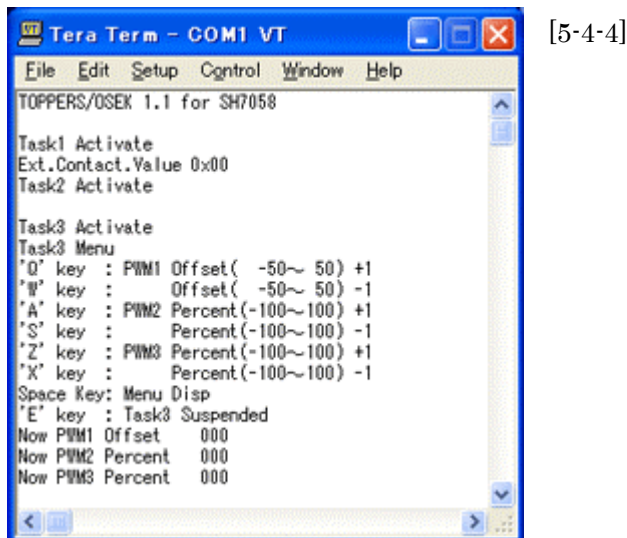 Tera Term - COM1 VT
[5-4-4]
File Edit Setup Control Window Help
TOPPERS/OSEK 1.1 for SH7058
Task1 Activate
Ext.Contact.Value 0x00
Task2 Activate
Task3 Activate
Task3 Menu
'Q' key : PWM1 Offset( -50～ 50) +1
'W' key : Offset( -50～ 50) -1
'A' key : PWM2 Percent(-100～100) +1
'S' key : Percent(-100～100) -1
'Z' key : PWM3 Percent(-100～100) +1
'X' key : Percent(-100～100) -1
Space Key: Menu Disp
'E' key : Task3 Suspended
Now PWM1 Offset 000
Now PWM2 Percent 000
Now PWM3 Percent 000